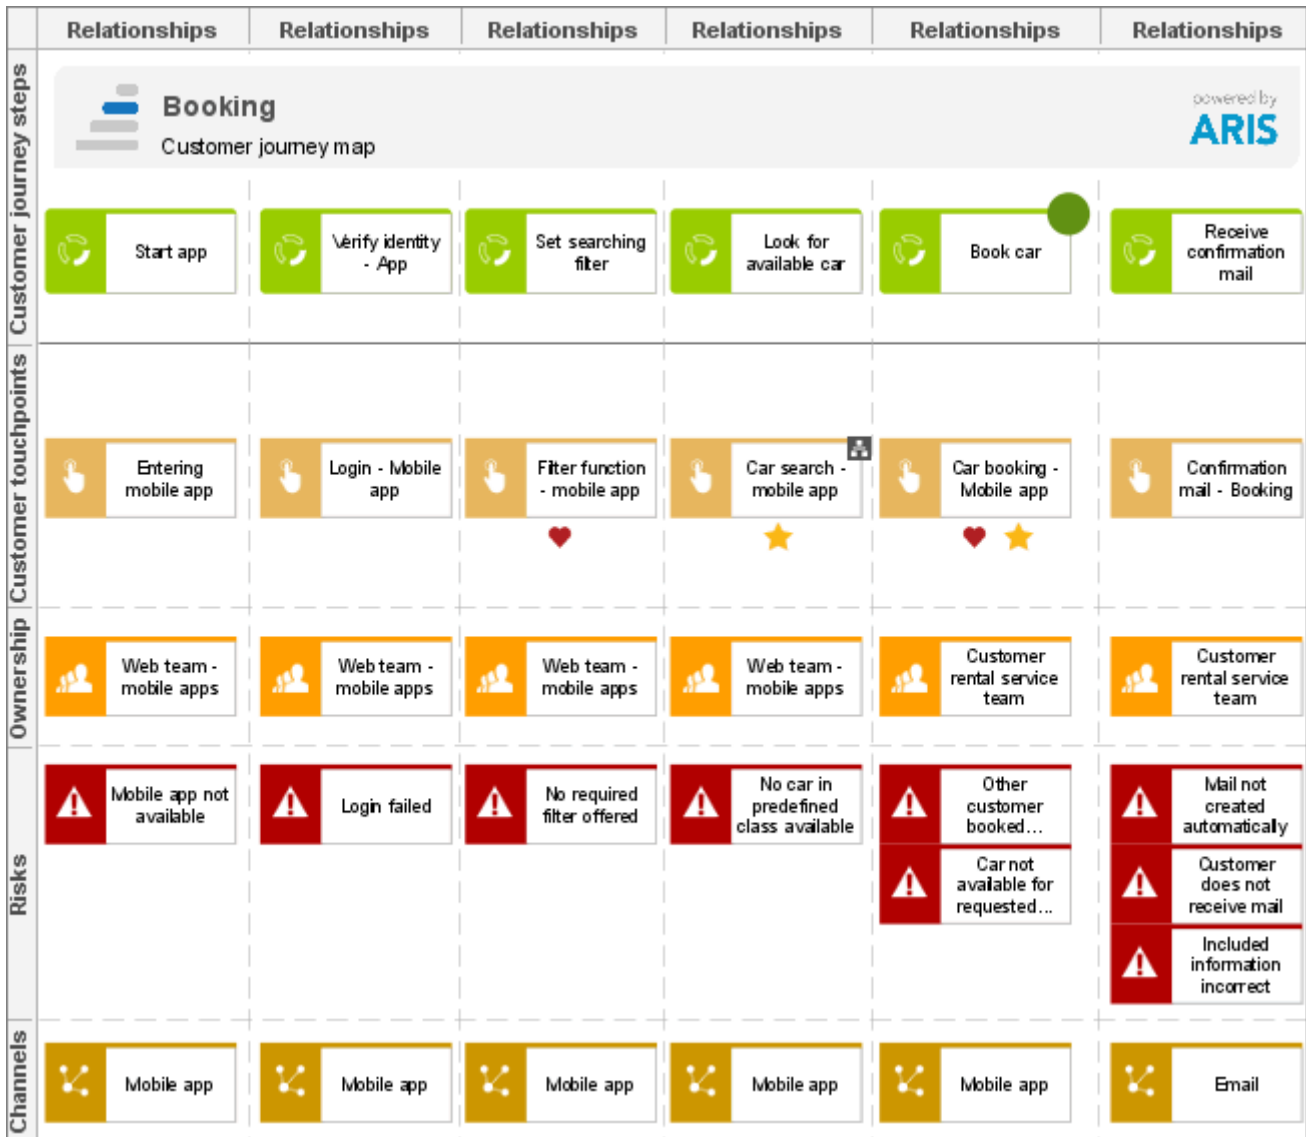 Relationships Relationships Relationships Relationships Relationships Relationships
Customer journey steps
Booking
Customer journey map
powered by
ARIS
Start app
Verify identity
- App
Set searching
filter
Look for
available car
Book car
Receive
confirmation
mail
Customer touchpoints
Entering
mobile app
Login - Mobile
app
Filter function
- mobile app
Car search -
mobile app
Car booking -
Mobile app
Confirmation
mail - Booking
Ownership
Web team -
mobile apps
Web team -
mobile apps
Web team -
mobile apps
Web team -
mobile apps
Customer
rental service
team
Customer
rental service
team
Risks
Mobile app not
available
Login failed
No required
filter offered
No car in
predefined
class available
Other
customer
booked...
Car not
available for
requested...
Mail not
created
automatically
Customer
does not
receive mail
Included
information
incorrect
Channels
Mobile app
Mobile app
Mobile app
Mobile app
Mobile app
Email